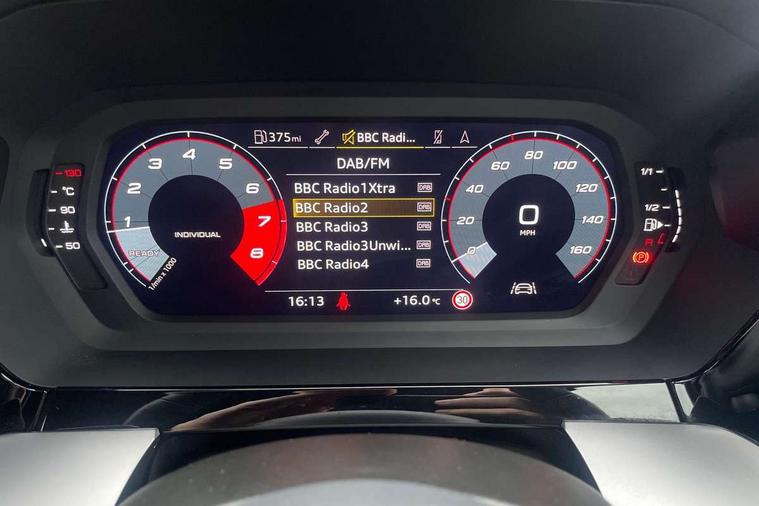 375mi BBC Radi...
DAB/FM
BBC Radio1Xtra DAB
BBC Radio2 DAB
BBC Radio3 DAB
BBC Radio3Unwi... DAB
BBC Radio4 DAB
16:13 +16.0°C 30
130
°C
90
50
READY 1 2 3 4 5 6 7 8
INDIVIDUAL
1/min x 1000
0 20 40 60 80 100 120 140 160
0
MPH
1/1
1/2
R
P